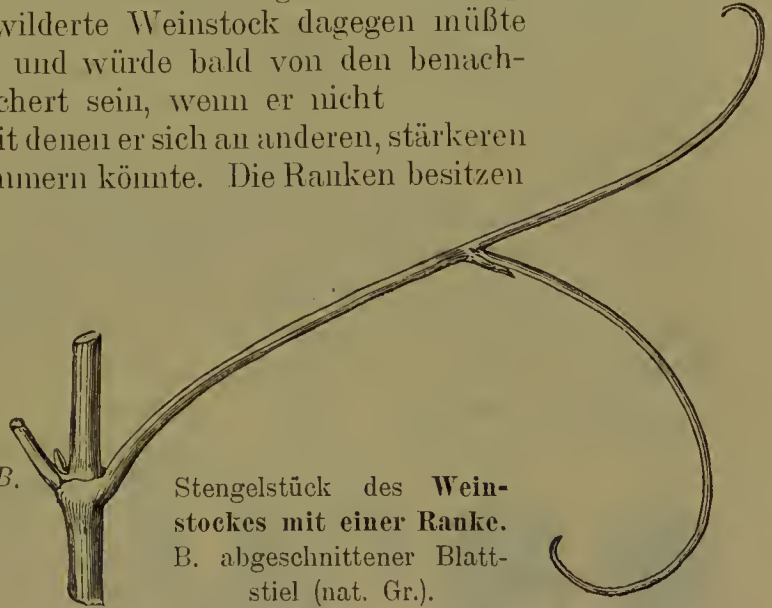 wilderte Weinstock dagegen müßte
und würde bald von den benach-
chert sein, wenn er nicht
it denen er sich an anderen, stärkeren
mmern könnte. Die Ranken besitzen
B.
Stengelstück des Wein-
stockes mit einer Ranke.
B. abgeschnittener Blatt-
stiel (nat. Gr.).